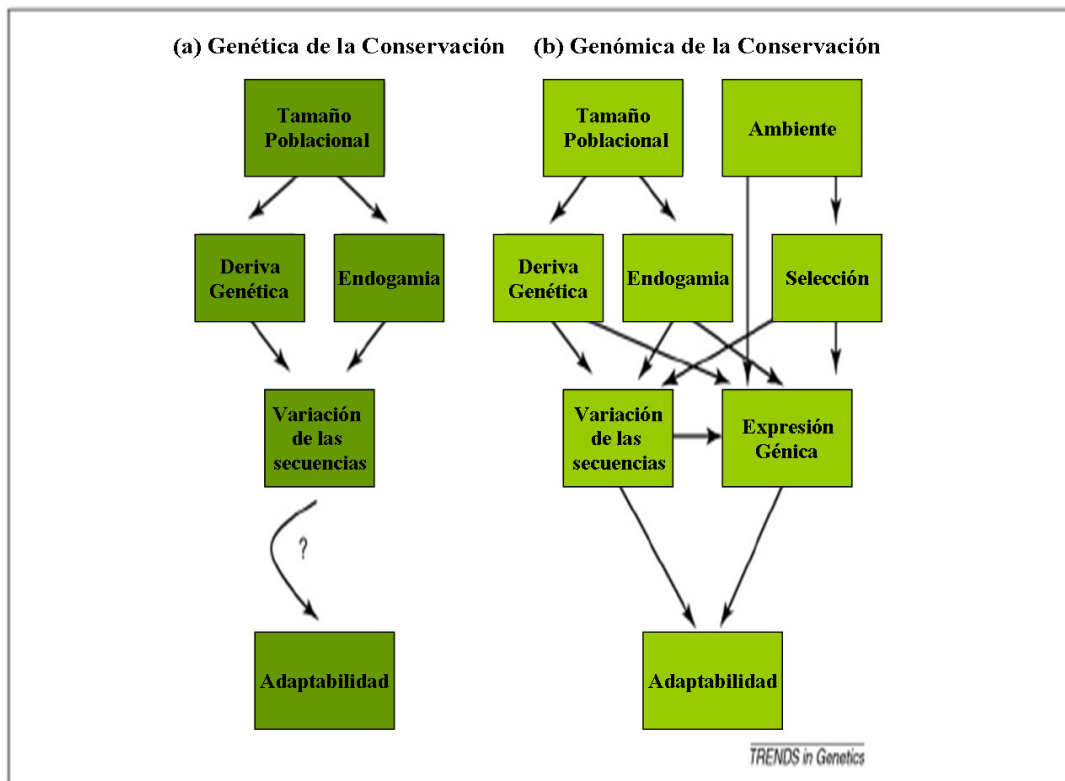 (a) Genética de la Conservación
Tamaño
Poblacional
Deriva
Genética
Endogamia
Variación
de las
secuencias
?
Adaptabilidad
(b) Genómica de la Conservación
Tamaño
Poblacional
Ambiente
Deriva
Genética
Endogamia
Selección
Variación
de las
secuencias
Expresión
Génica
Adaptabilidad
TRENDS in Genetics